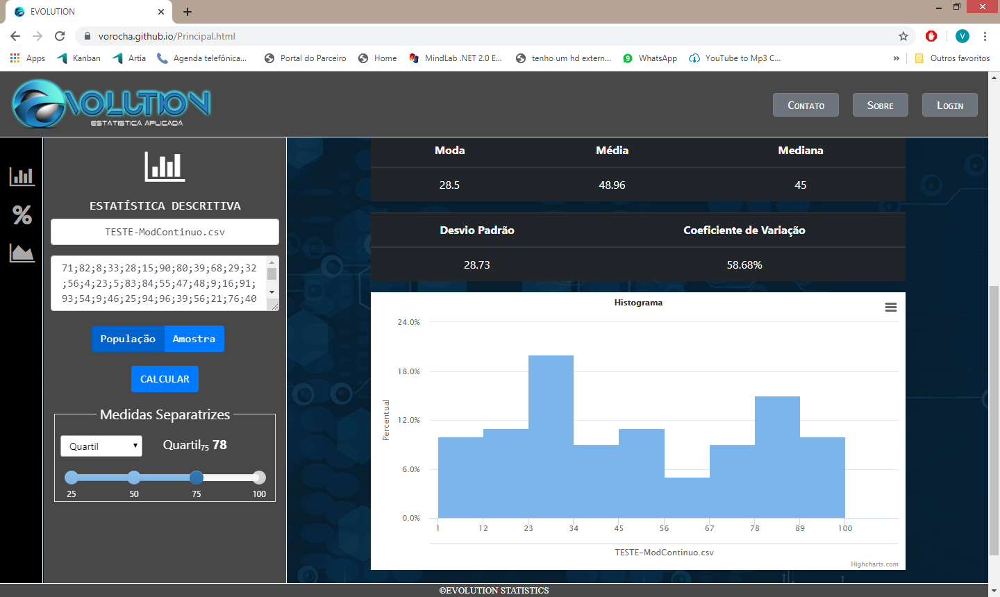 EVOLUTION
vorocha.github.io/Principal.html
V
Apps
Kanban
Artia
Agenda telefônica...
Portal do Parceiro
Home
MindLab .NET 2.0 E...
tenho um hd extern...
9
WhatsApp
YouTube to Mp3 C...
»
Outros favoritos
EVOLUTION
ESTATISTICA APLICADA
Contato
Sobre
Login
%
ESTATÍSTICA DESCRITIVA
TESTE-ModContinuo.csv
71;82;8;33;28;15;90;80;39;68;29;32
;56;4;23;5;83;84;55;47;48;9;16;91;
93;54;9;46;25;94;96;39;56;21;76;40
População
Amostra
CALCULAR
Medidas Separatrizes
Quartil
Quartil75 78
25 50 75 100
Moda Média Mediana
28.5 48.96 45
Desvio Padrão Coeficiente de Variação
28.73 58.68%
Histograma
Percentual
24.0%
18.0%
12.0%
6.0%
0.0%
1 12 23 34 45 56 67 78 89 100
TESTE-ModContinuo.csv
Highcharts.com
©EVOLUTION STATISTICS